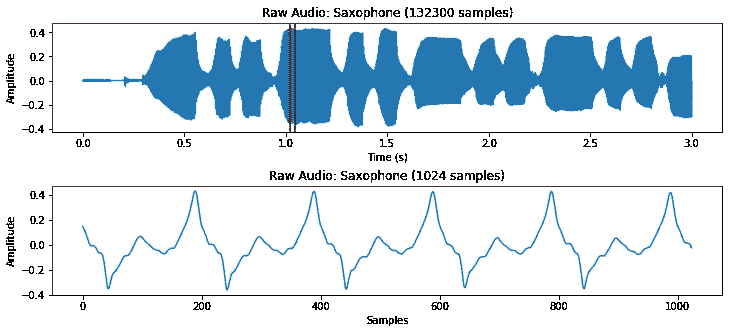 Raw Audio: Saxophone (132300 samples)
0.4
0.2
0.0
−0.2
−0.4
Amplitude
0.0 0.5 1.0 1.5 2.0 2.5 3.0
Time (s)
Raw Audio: Saxophone (1024 samples)
0.4
0.2
0.0
−0.2
−0.4
Amplitude
0 200 400 600 800 1000
Samples